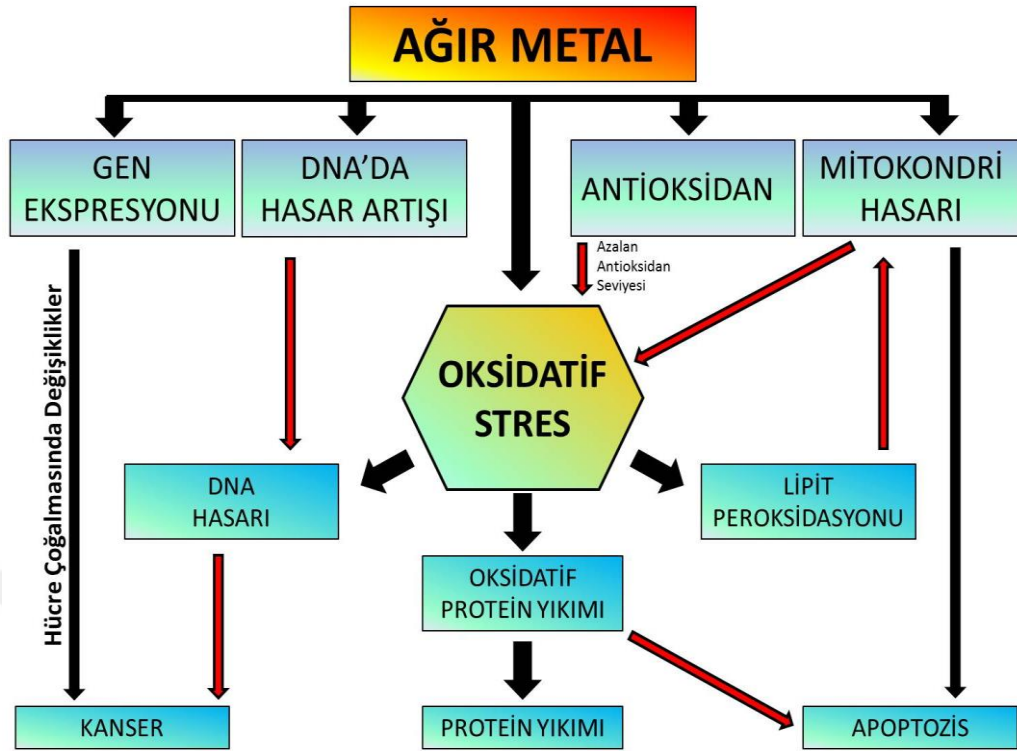 AĞIR METAL
GEN
EKSPRESYONU
DNA'DA
HASAR ARTIŞI
ANTİOKSİDAN
MİTOKONDRİ
HASARI
Azalan
Antioksidan
Seviyesi
Hücre Çoğalmasında Değişiklikler
OKSİDATİF
STRES
DNA
HASARI
LİPİT
PEROKSİDASYONU
OKSİDATİF
PROTEİN YIKIMI
KANSER
PROTEİN YIKIMI
APOPTOZİS